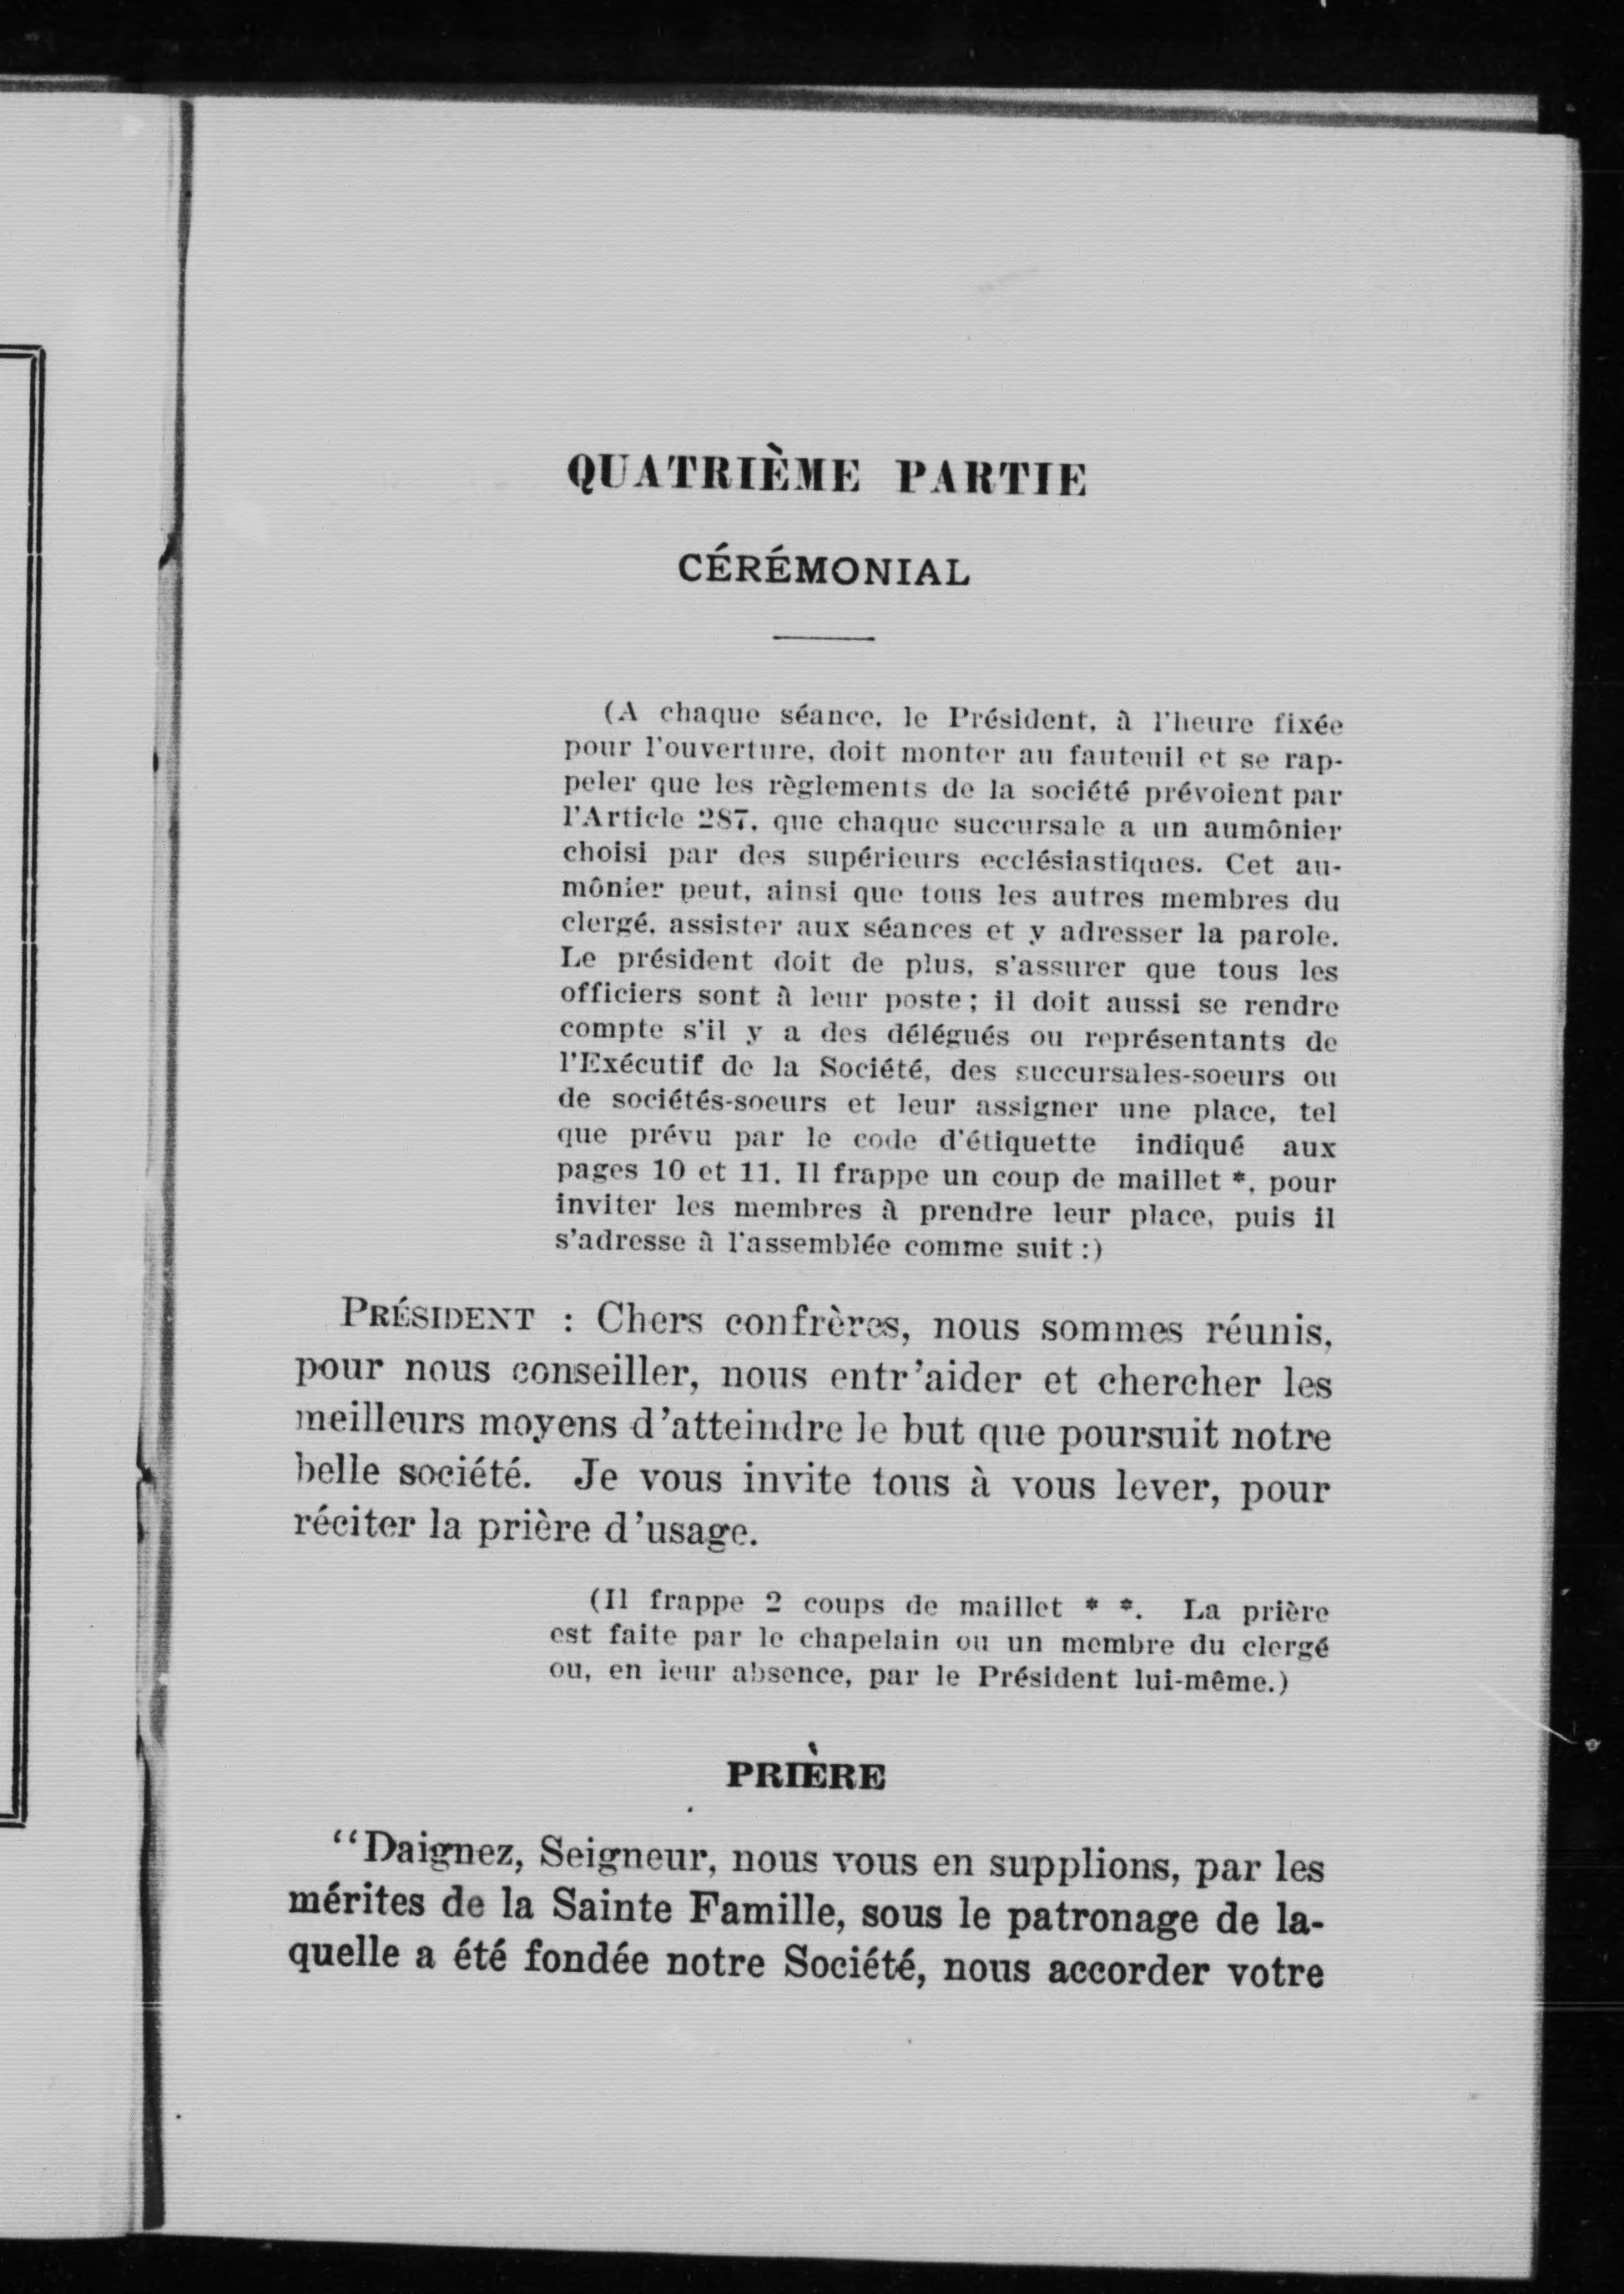 QUATRIÈME PARTIE
CÉRÉMONIAL
(A chaque séance, le Président, à l'heure fixée
pour l'ouverture, doit monter au fauteuil et se rap-
peler que les règlements de la société prévoient par
l'Article 287, que chaque succursale a un aumônier
choisi par des supérieurs ecclésiastiques. Cet au-
mônier peut, ainsi que tous les autres membres du
clergé, assister aux séances et y adresser la parole.
Le président doit de plus, s'assurer que tous les
officiers sont à leur poste; il doit aussi se rendre
compte s'il y a des délégués ou représentants de
l'Exécutif de la Société, des succursales-soeurs ou
de sociétés-soeurs et leur assigner une place, tel
que prévu par le code d'étiquette indiqué aux
pages 10 et 11. Il frappe un coup de maillet *, pour
inviter les membres à prendre leur place, puis il
s'adresse à l'assemblée comme suit :)
PRÉSIDENT : Chers confrères, nous sommes réunis,
pour nous conseiller, nous entr'aider et chercher les
meilleurs moyens d'atteindre le but que poursuit notre
belle société. Je vous invite tous à vous lever, pour
réciter la prière d'usage.
(Il frappe 2 coups de maillet * *. La prière
est faite par le chapelain ou un membre du clergé
ou, en leur absence, par le Président lui-même.)
PRIÈRE
"Daignez, Seigneur, nous vous en supplions, par les
mérites de la Sainte Famille, sous le patronage de la-
quelle a été fondée notre Société, nous accorder votre